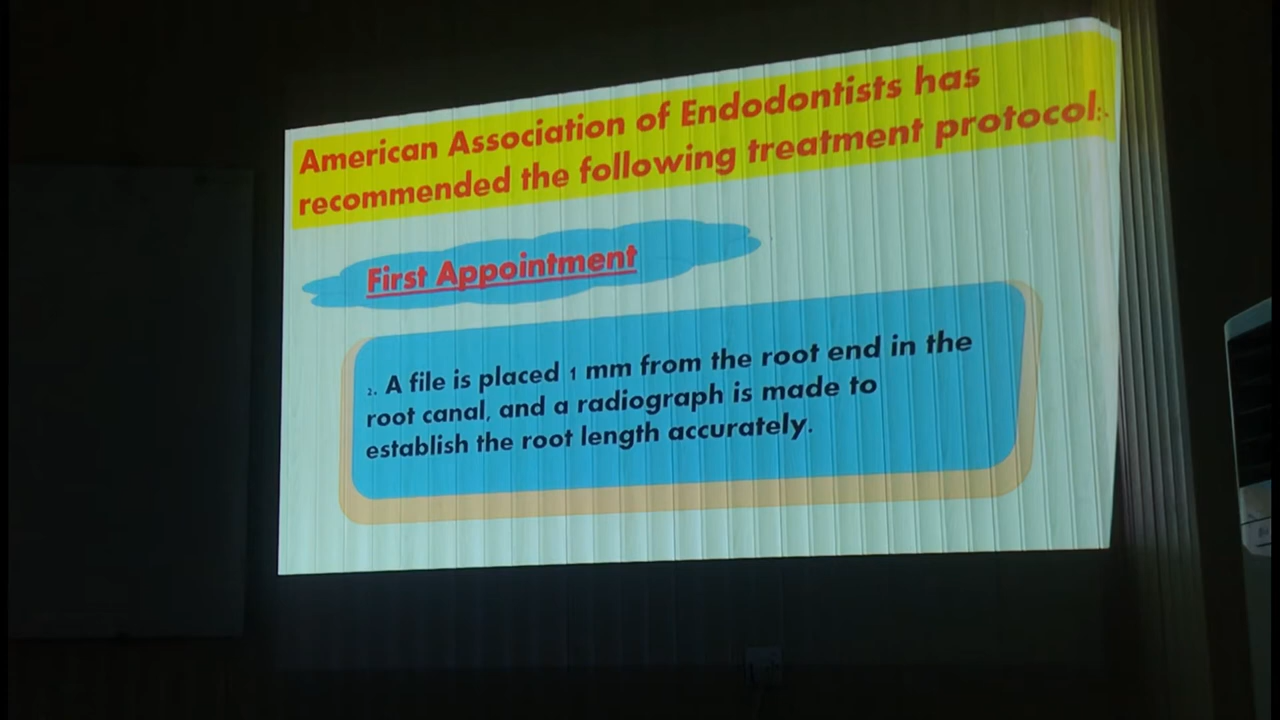 American Association of Endodontists has
recommended the following treatment protocol:-
First Appointment
2. A file is placed 1 mm from the root end in the
root canal, and a radiograph is made to
establish the root length accurately.